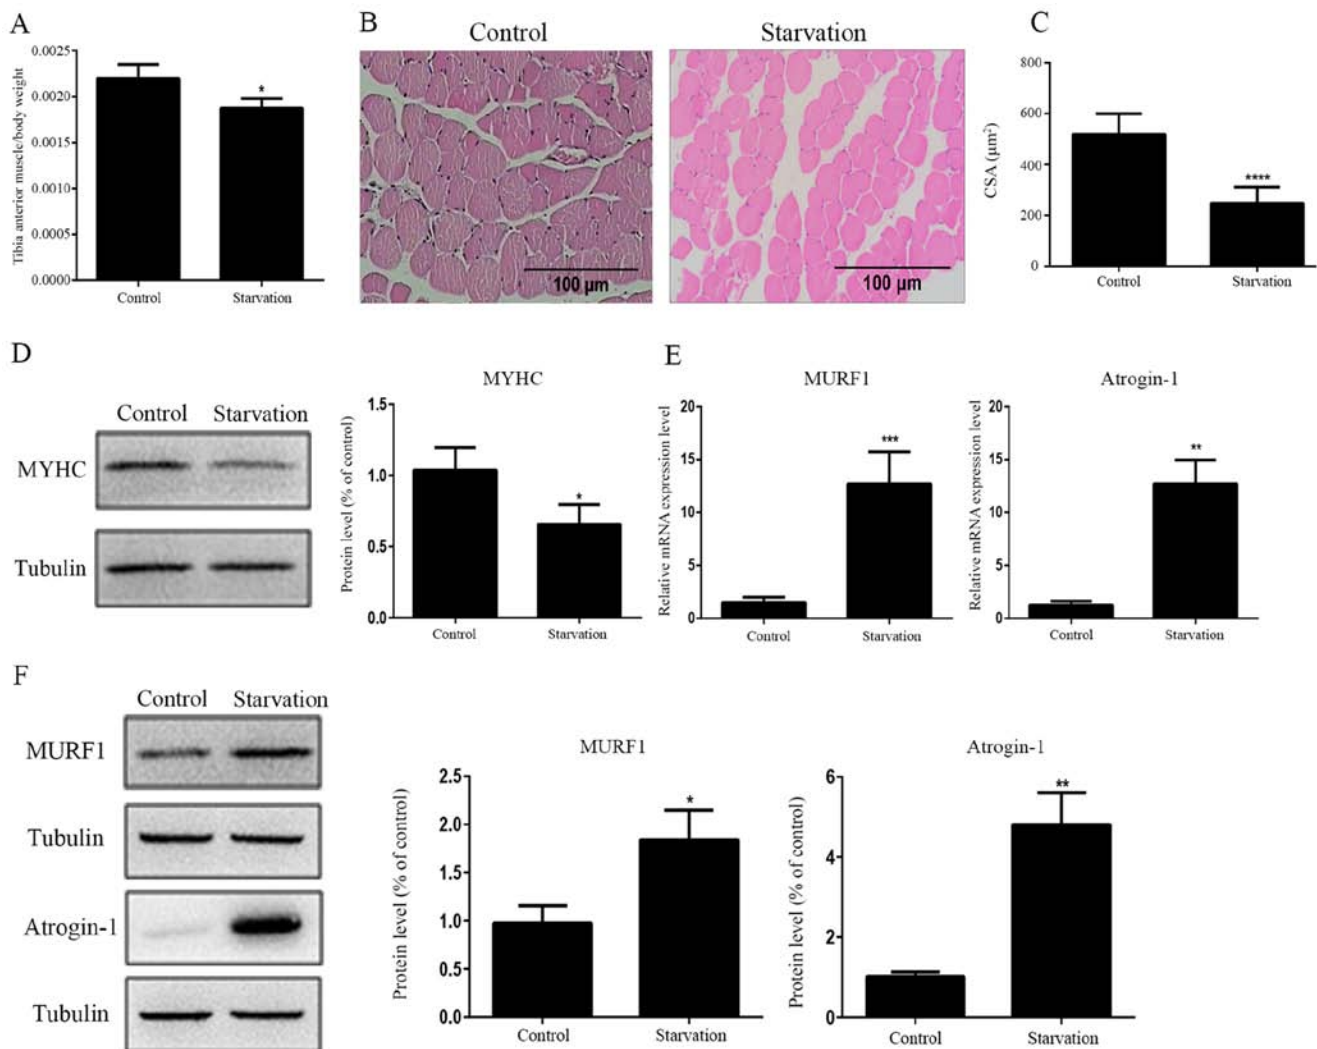 A
Tibia anterior muscle/body weight
0.0025
0.0020
0.0015
0.0010
0.0005
0.0000
*
Control
Starvation
B
Control
Starvation
100 µm
100 µm
C
CSA (µm²)
800
600
400
200
0
****
Control
Starvation
D
Control
Starvation
MYHC
Tubulin
MYHC
Protein level (% of control)
1.5
1.0
0.5
0.0
*
Control
Starvation
E
MURF1
Relative mRNA expression level
20
15
10
5
0
***
Control
Starvation
Atrogin-1
Relative mRNA expression level
20
15
10
5
0
**
Control
Starvation
F
Control
Starvation
MURF1
Tubulin
Atrogin-1
Tubulin
MURF1
Protein level (% of control)
2.5
2.0
1.5
1.0
0.5
0.0
*
Control
Starvation
Atrogin-1
Protein level (% of control)
6
4
2
0
**
Control
Starvation